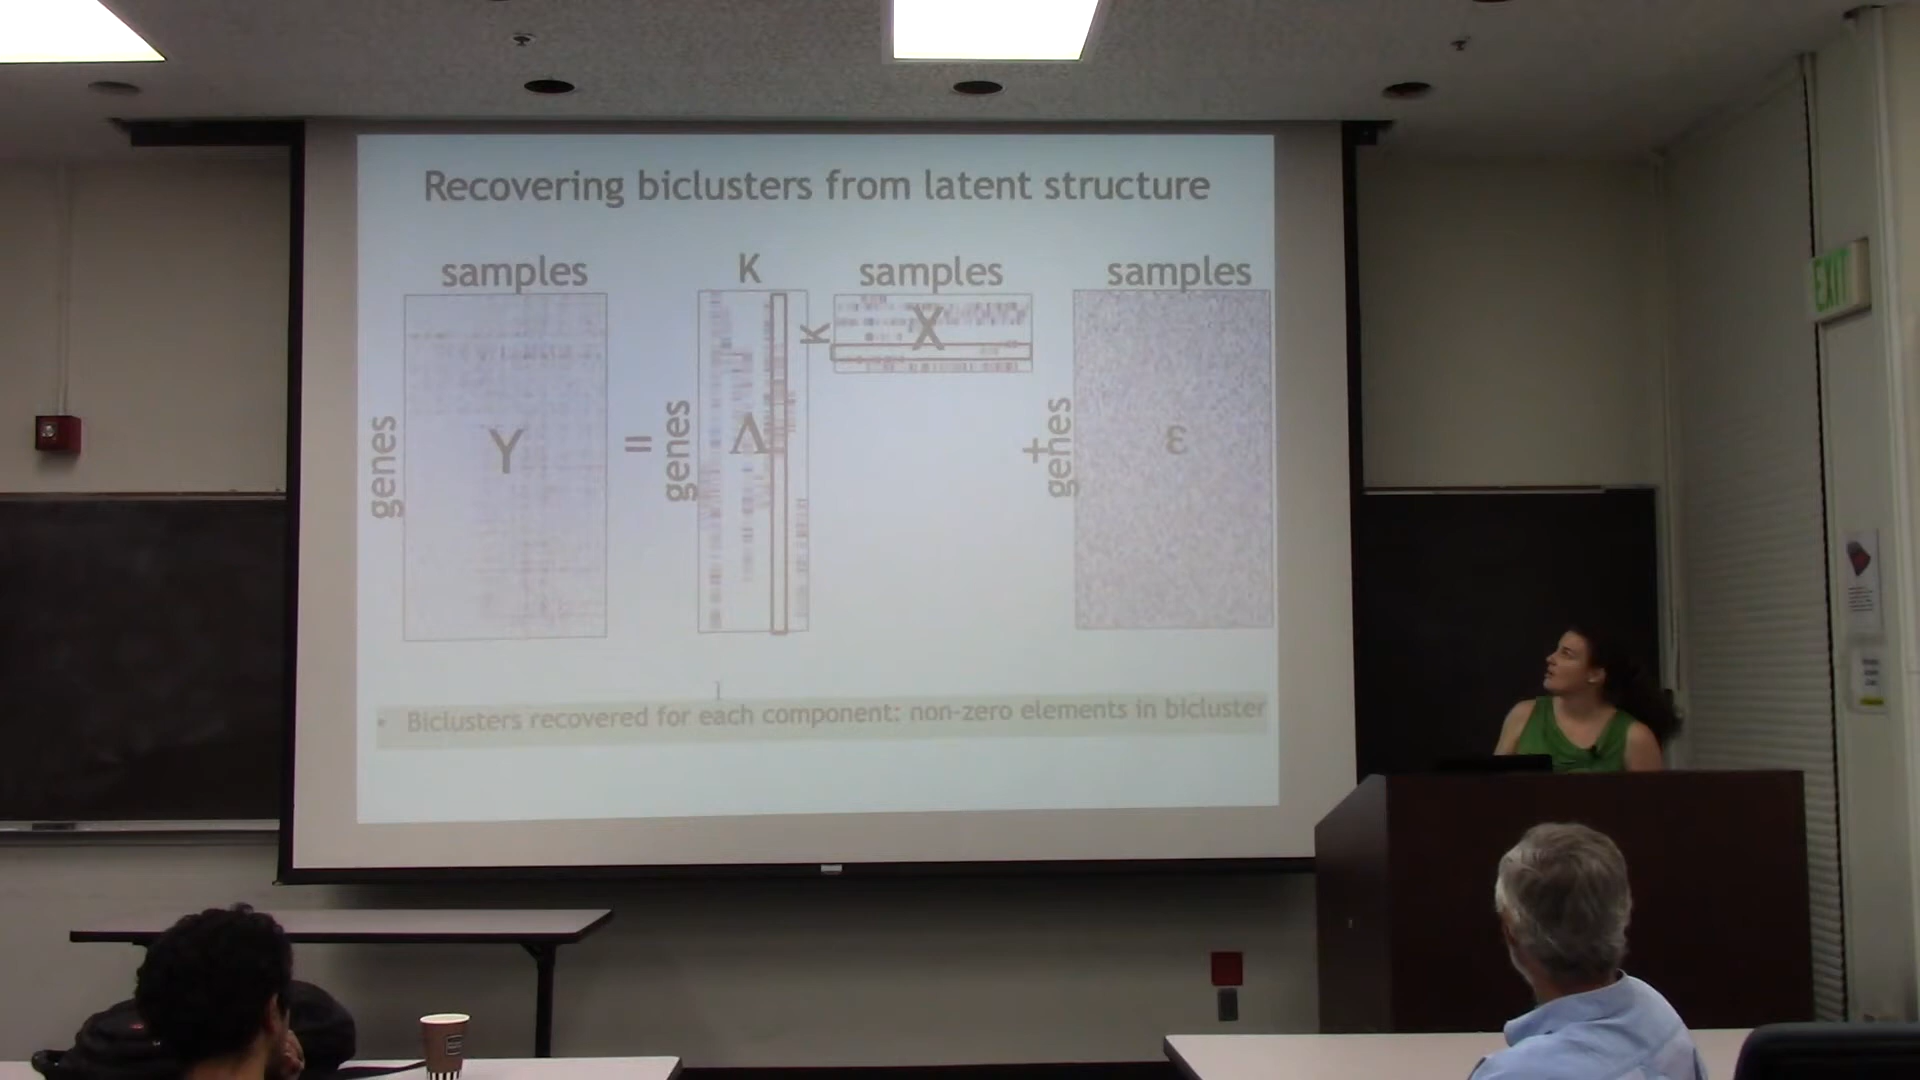 Recovering biclusters from latent structure
samples
K
samples
samples
genes
Y
=
genes
Λ
K
X
+
genes
ε
• Biclusters recovered for each component: non-zero elements in bicluster
EXIT